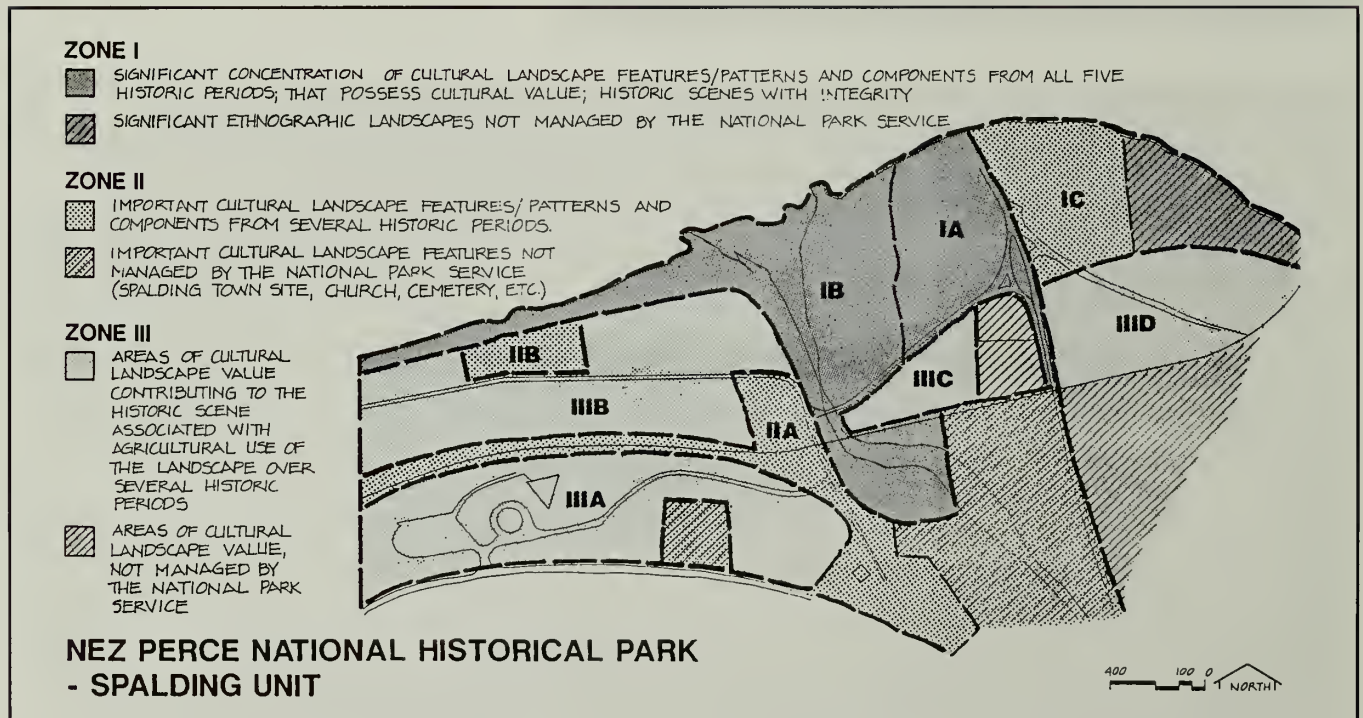 ZONE I
SIGNIFICANT CONCENTRATION OF CULTURAL LANDSCAPE FEATURES/PATTERNS AND COMPONENTS FROM ALL FIVE
HISTORIC PERIODS; THAT POSSESS CULTURAL VALUE; HISTORIC SCENES WITH INTEGRITY
SIGNIFICANT ETHNOGRAPHIC LANDSCAPES NOT MANAGED BY THE NATIONAL PARK SERVICE
ZONE II
IMPORTANT CULTURAL LANDSCAPE FEATURES/PATTERNS AND
COMPONENTS FROM SEVERAL HISTORIC PERIODS.
IMPORTANT CULTURAL LANDSCAPE FEATURES NOT
MANAGED BY THE NATIONAL PARK SERVICE
(SPALDING TOWN SITE, CHURCH, CEMETERY, ETC.)
ZONE III
AREAS OF CULTURAL
LANDSCAPE VALUE
CONTRIBUTING TO THE
HISTORIC SCENE
ASSOCIATED WITH
AGRICULTURAL USE OF
THE LANDSCAPE OVER
SEVERAL HISTORIC
PERIODS
AREAS OF CULTURAL
LANDSCAPE VALUE,
NOT MANAGED BY
THE NATIONAL PARK
SERVICE
IC
IA
IB
IIID
IIB
IIIC
IIIB
IIA
IIIA
NEZ PERCE NATIONAL HISTORICAL PARK
- SPALDING UNIT
400 100 0
NORTH